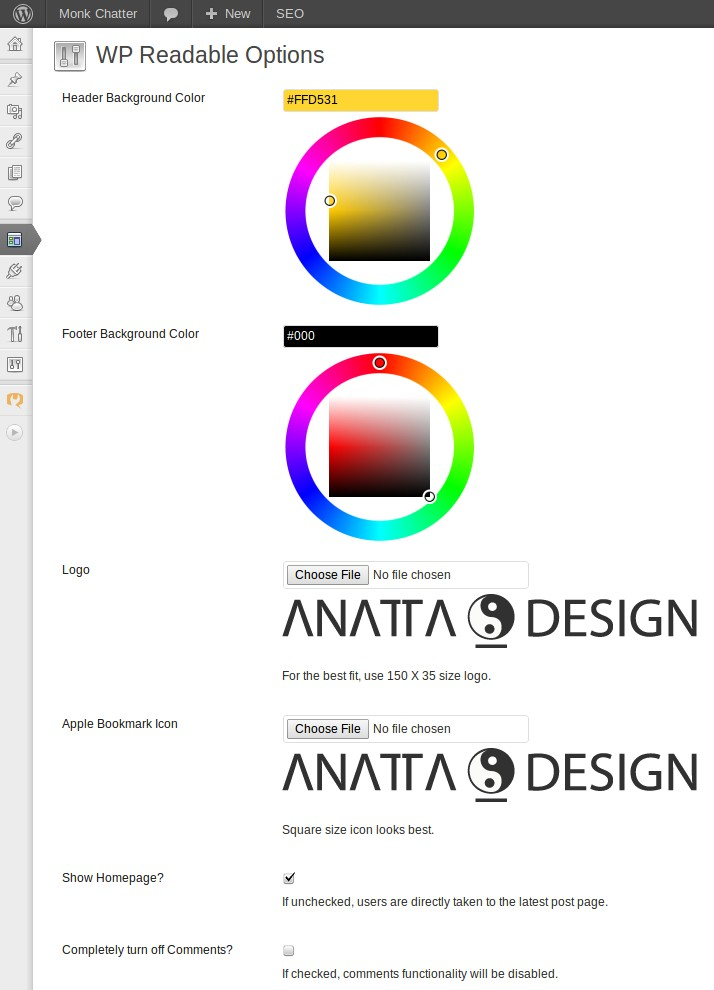 Monk Chatter
New
SEO
WP Readable Options
Header Background Color
#FFD531
Footer Background Color
#000
Logo
Choose File No file chosen
ΛNΛTTΛ DESIGN
For the best fit, use 150 X 35 size logo.
Apple Bookmark Icon
Choose File No file chosen
ΛNΛTTΛ DESIGN
Square size icon looks best.
Show Homepage?
If unchecked, users are directly taken to the latest post page.
Completely turn off Comments?
If checked, comments functionality will be disabled.